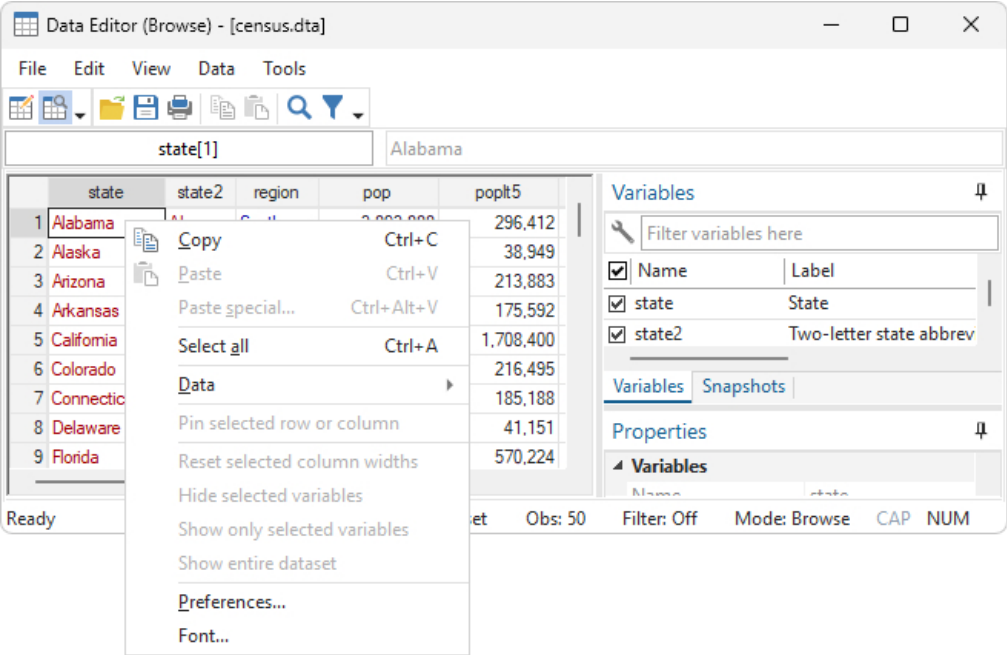 Data Editor (Browse) - [census.dta]
File Edit View Data Tools
state[1] Alabama
state state2 region pop poplt5
1 Alabama 296,412
2 Alaska 38,949
3 Arizona 213,883
4 Arkansas 175,592
5 California 1,708,400
6 Colorado 216,495
7 Connectic 185,188
8 Delaware 41,151
9 Florida 570,224
Copy Ctrl+C
Paste Ctrl+V
Paste special... Ctrl+Alt+V
Select all Ctrl+A
Data
Pin selected row or column
Reset selected column widths
Hide selected variables
Show only selected variables
Show entire dataset
Preferences...
Font...
Variables
Filter variables here
Name Label
state State
state2 Two-letter state abbrev
Variables Snapshots
Properties
Variables
Name state
Ready et Obs: 50 Filter: Off Mode: Browse CAP NUM